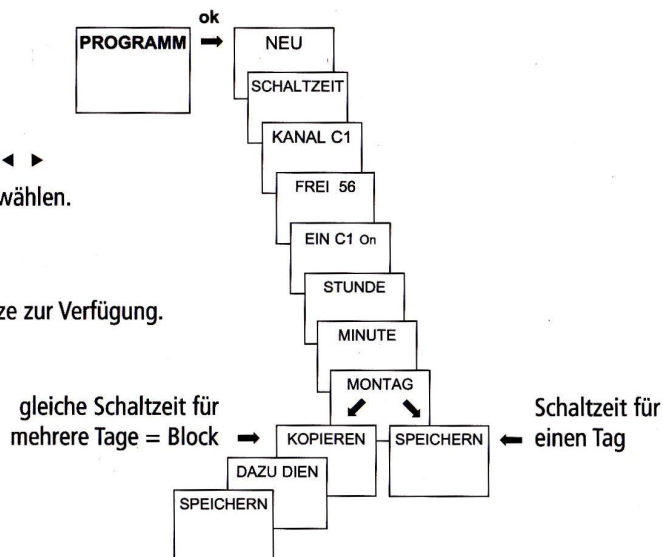 ok
PROGRAMM
NEU
SCHALTZEIT
KANAL C1
wählen.
FREI 56
EIN C1 On
STUNDE
ze zur Verfügung.
MINUTE
MONTAG
gleiche Schaltzeit für
mehrere Tage = Block
KOPIEREN
SPEICHERN
Schaltzeit für
einen Tag
DAZU DIEN
SPEICHERN